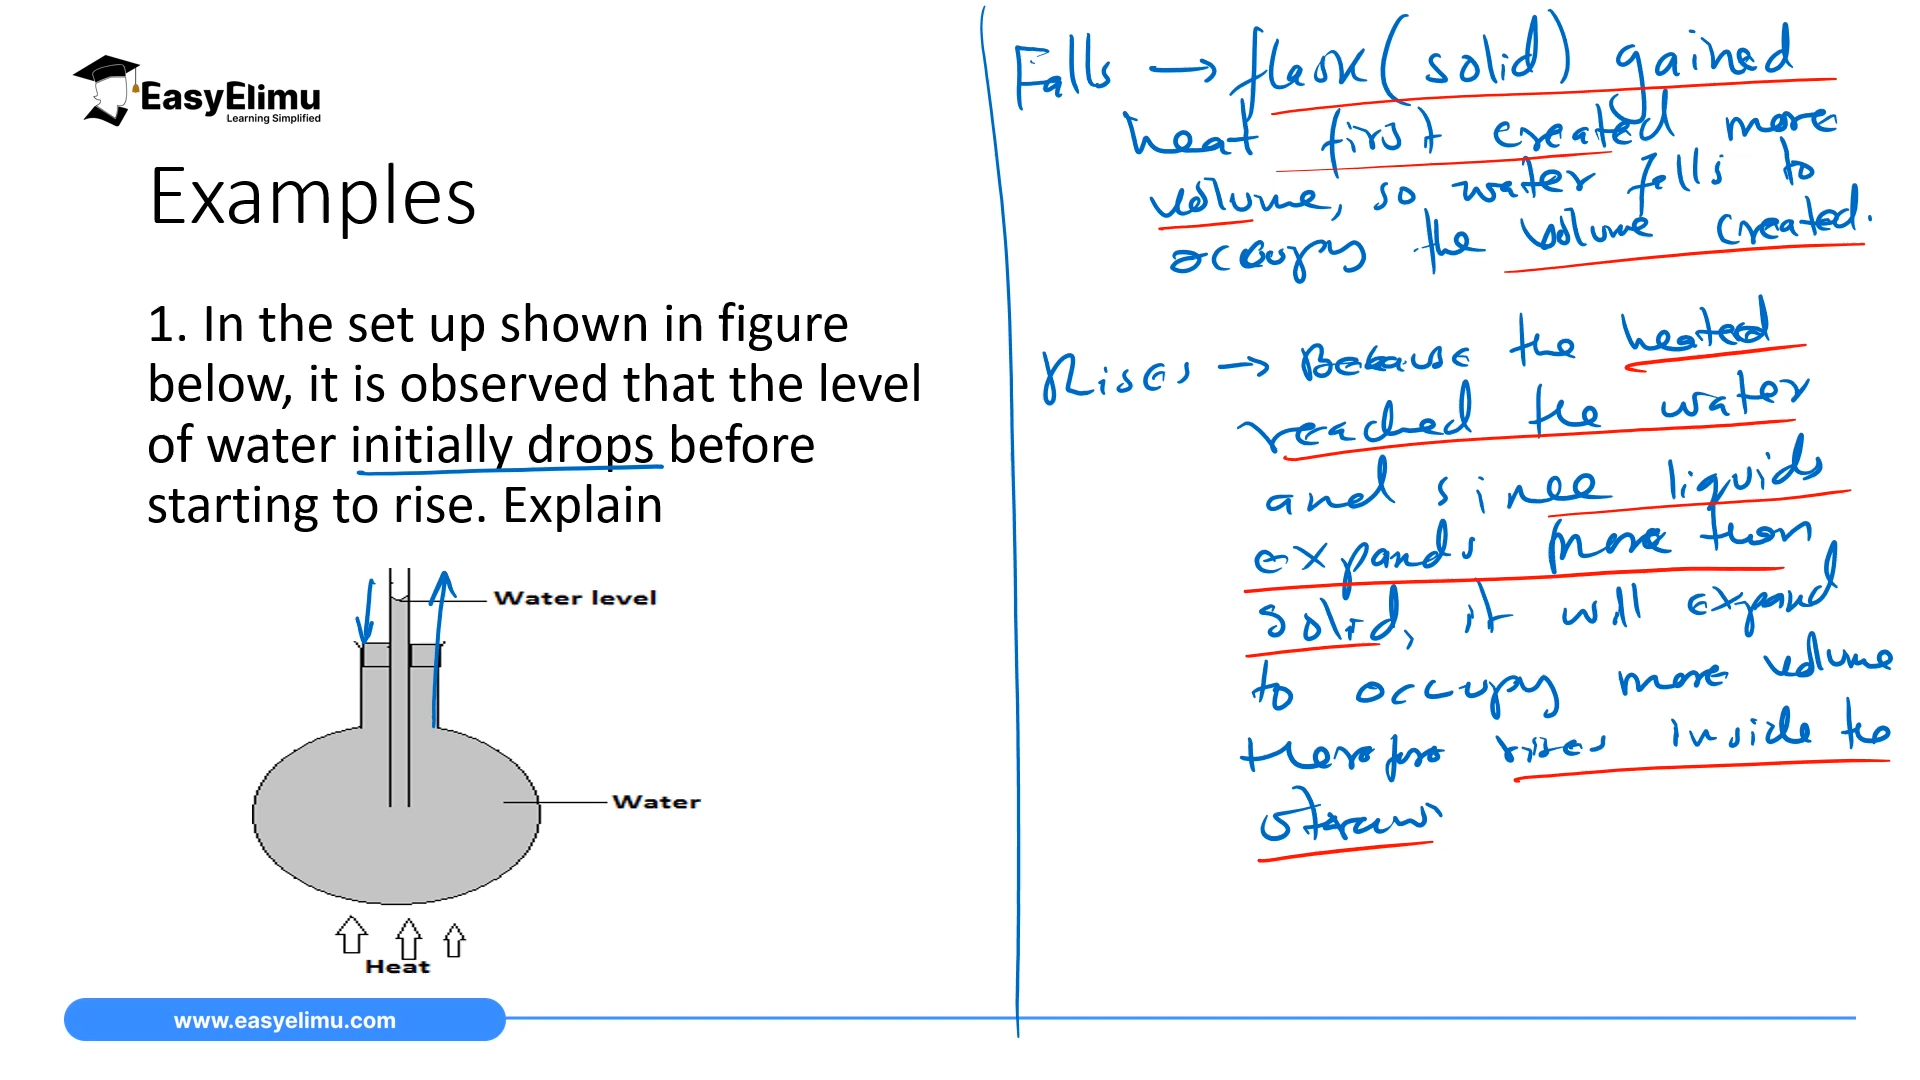 EasyElimu
Learning Simplified
Examples
1. In the set up shown in figure
below, it is observed that the level
of water initially drops before
starting to rise. Explain
Water level
Water
Heat
www.easyelimu.com
Falls → flask (solid) gained
heat first created more
volume, so water falls to
occupy the volume created.
Rises → Because the heated
reached the water
and since liquids
expands more than
solid, it will expand
to occupy more volume
therefore rises inside the
straw